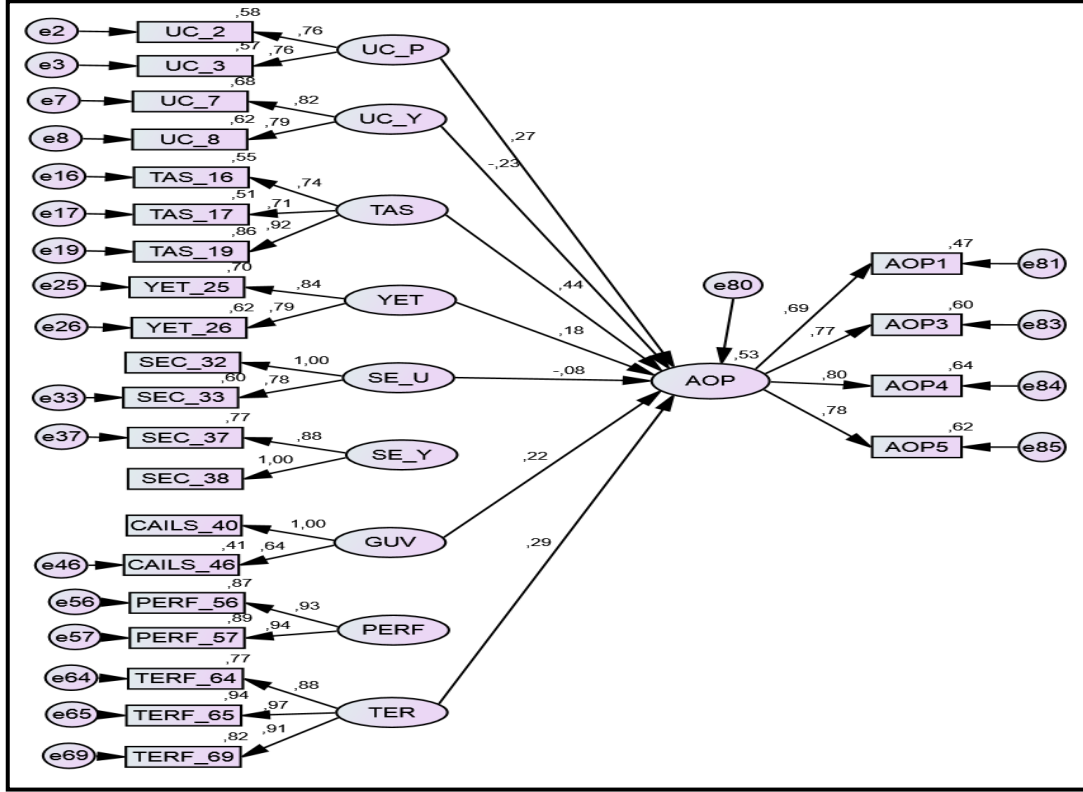 ,58
e2 UC_2 ,76 UC_P
,57
e3 UC_3 ,76
,68
e7 UC_7 ,82 UC_Y
,62
e8 UC_8 ,79
,27
-,23
,55
e16 TAS_16 ,74 TAS
,51
e17 TAS_17 ,71
,86
e19 TAS_19 ,92
,44
,70
e25 YET_25 ,84 YET
,62
e26 YET_26 ,79
,18
SEC_32 1,00 SE_U
,60
e33 SEC_33 ,78
-,08
,77
e37 SEC_37 ,88 SE_Y
SEC_38 1,00
CAILS_40 1,00 GUV
,41
e46 CAILS_46 ,64
,22
,87
e56 PERF_56 ,93 PERF
,89
e57 PERF_57 ,94
,77
e64 TERF_64 ,88 TER
,94
e65 TERF_65 ,97
,82
e69 TERF_69 ,91
,29
e80
,53
AOP
,47
,69 AOP1 e81
,60
,77 AOP3 e83
,64
,80 AOP4 e84
,62
,78 AOP5 e85